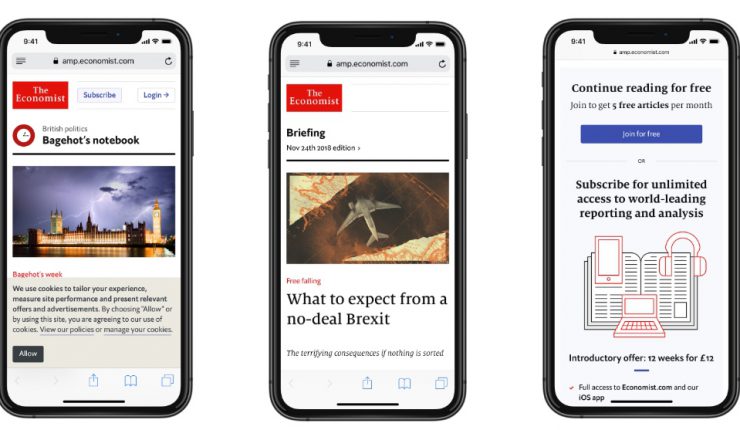 9:41
amp.economist.com
The
Economist
Subscribe
Login →
British politics
Bagehot's notebook
Bagehot's week
We use cookies to tailor your experience,
measure site performance and present relevant
offers and advertisements. By choosing "Allow" or
by using this site, you are agreeing to our use of
cookies. View our policies or manage your cookies.
Allow
9:41
amp.economist.com
The
Economist
Briefing
Nov 24th 2018 edition >
Free falling
What to expect from a
no-deal Brexit
The terrifying consequences if nothing is sorted
9:41
amp.economist.com
Continue reading for free
Join to get 5 free articles per month
Join for free
OR
Subscribe for unlimited
access to world-leading
reporting and analysis
Introductory offer: 12 weeks for £12
Full access to Economist.com and our
iOS app